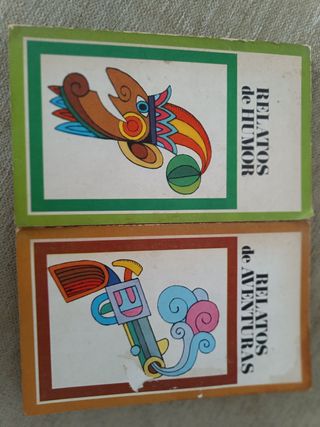 RELATOS
de HUMOR
RELATOS
de AVENTURAS